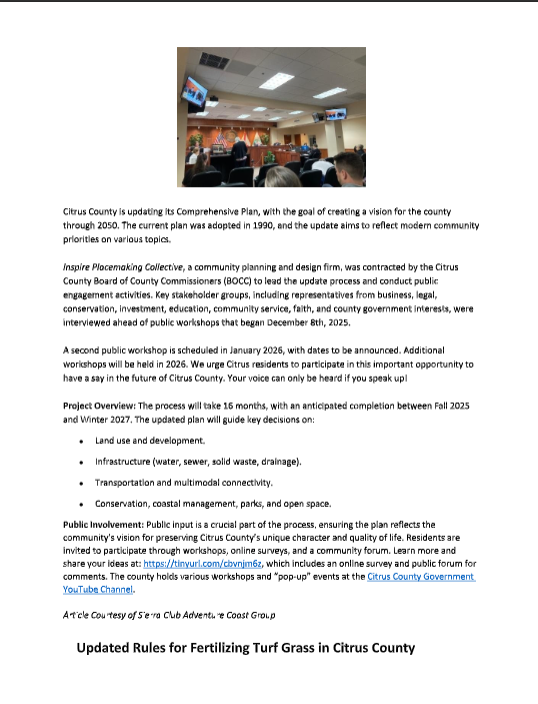 Citrus County is updating its Comprehensive Plan, with the goal of creating a vision for the county
through 2050. The current plan was adopted in 1990, and the update aims to reflect modern community
priorities on various topics.
Inspire Placemaking Collective, a community planning and design firm, was contracted by the Citrus
County Board of County Commissioners (BOCC) to lead the update process and conduct public
engagement activities. Key stakeholder groups, including representatives from business, legal,
conservation, investment, education, community service, faith, and county government interests, were
interviewed ahead of public workshops that began December 8th, 2025.
A second public workshop is scheduled in January 2026, with dates to be announced. Additional
workshops will be held in 2026. We urge Citrus residents to participate in this important opportunity to
have a say in the future of Citrus County. Your voice can only be heard if you speak up!
Project Overview: The process will take 16 months, with an anticipated completion between Fall 2025
and Winter 2027. The updated plan will guide key decisions on:
• Land use and development.
• Infrastructure (water, sewer, solid waste, drainage).
• Transportation and multimodal connectivity.
• Conservation, coastal management, parks, and open space.
Public Involvement: Public input is a crucial part of the process, ensuring the plan reflects the
community's vision for preserving Citrus County's unique character and quality of life. Residents are
invited to participate through workshops, online surveys, and a community forum. Learn more and
share your ideas at: https://tinyurl.com/cbvnjm6z, which includes an online survey and public forum for
comments. The county holds various workshops and "pop-up" events at the Citrus County Government
YouTube Channel.
Article Courtesy of Sierra Club Adventure Coast Group
Updated Rules for Fertilizing Turf Grass in Citrus County